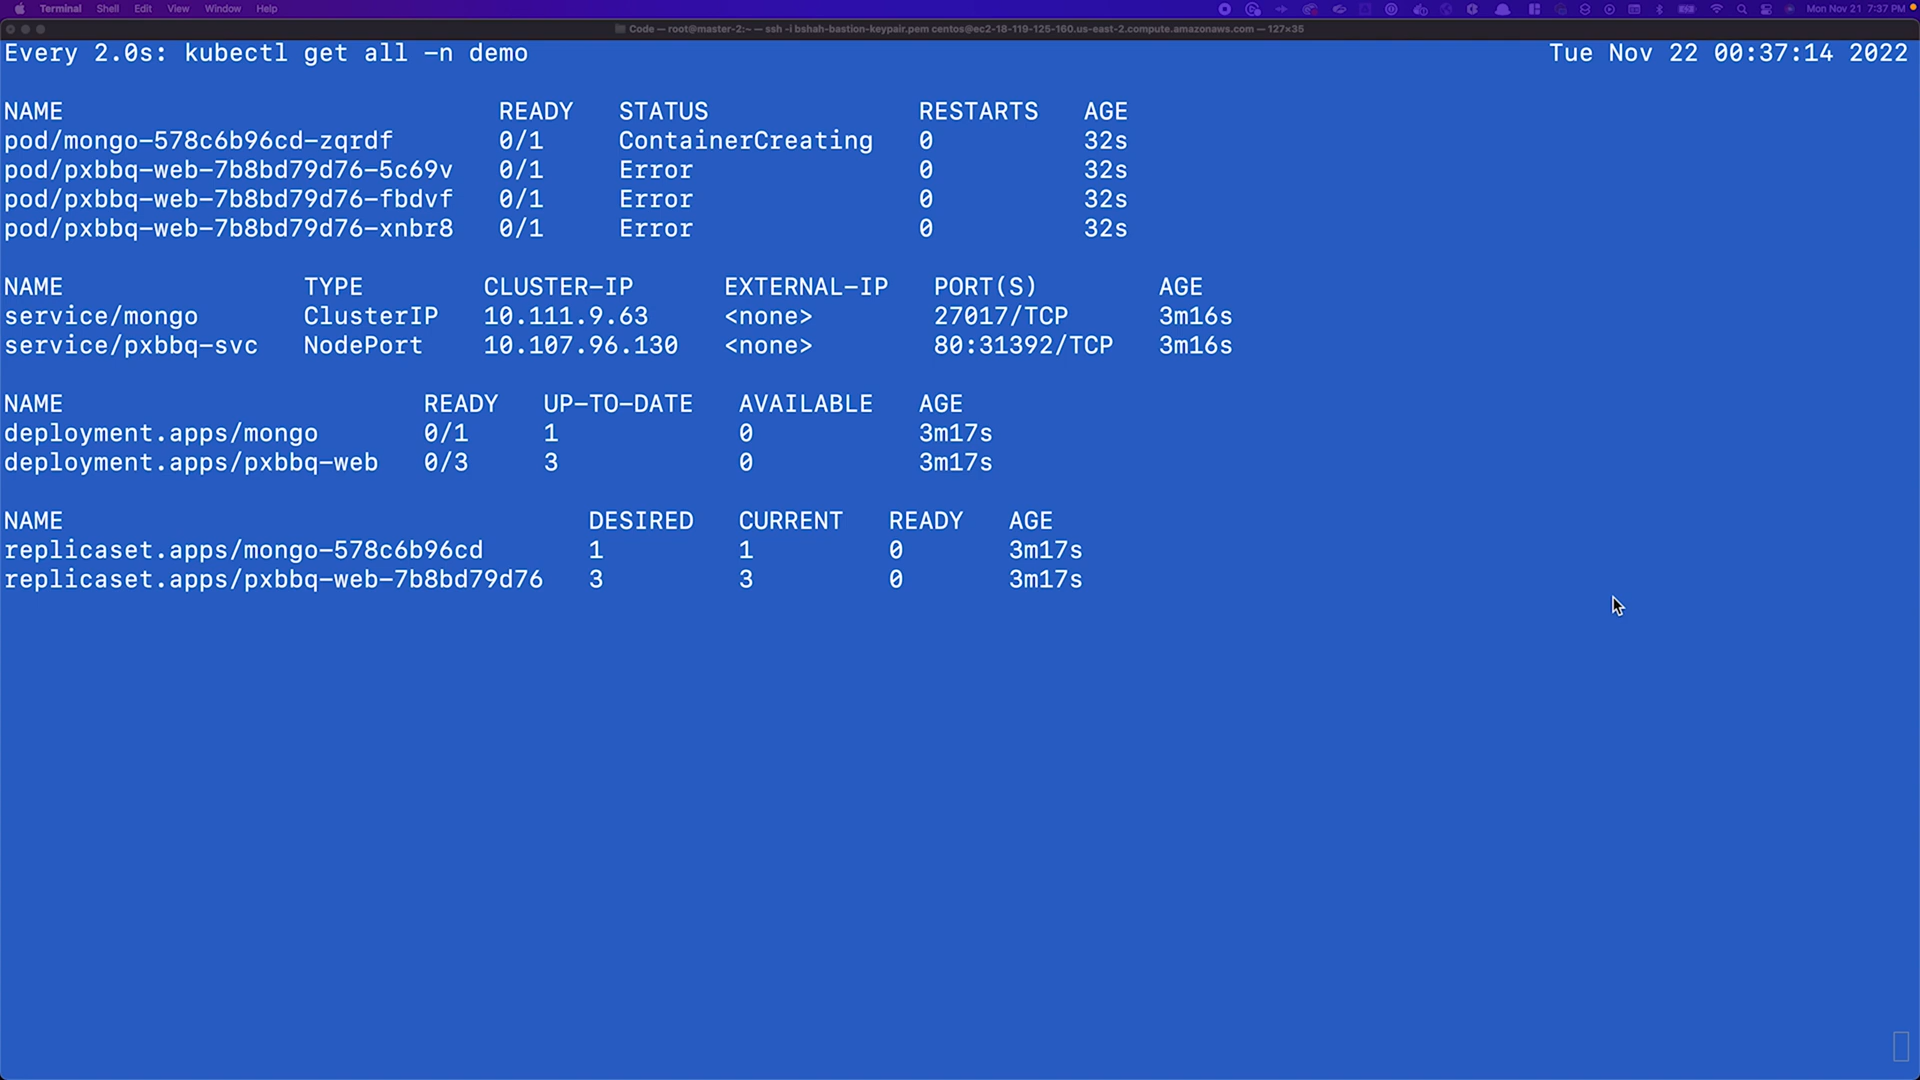 Terminal Shell Edit View Window Help Mon Nov 21 7:37 PM
Code — root@master-2:~ — ssh -i bshah-bastion-keypair.pem centos@ec2-18-119-125-160.us-east-2.compute.amazonaws.com — 127×35
Every 2.0s: kubectl get all -n demo Tue Nov 22 00:37:14 2022
NAME READY STATUS RESTARTS AGE
pod/mongo-578c6b96cd-zqrdf 0/1 ContainerCreating 0 32s
pod/pxbbq-web-7b8bd79d76-5c69v 0/1 Error 0 32s
pod/pxbbq-web-7b8bd79d76-fbdvf 0/1 Error 0 32s
pod/pxbbq-web-7b8bd79d76-xnbr8 0/1 Error 0 32s
NAME TYPE CLUSTER-IP EXTERNAL-IP PORT(S) AGE
service/mongo ClusterIP 10.111.9.63 <none> 27017/TCP 3m16s
service/pxbbq-svc NodePort 10.107.96.130 <none> 80:31392/TCP 3m16s
NAME READY UP-TO-DATE AVAILABLE AGE
deployment.apps/mongo 0/1 1 0 3m17s
deployment.apps/pxbbq-web 0/3 3 0 3m17s
NAME DESIRED CURRENT READY AGE
replicaset.apps/mongo-578c6b96cd 1 1 0 3m17s
replicaset.apps/pxbbq-web-7b8bd79d76 3 3 0 3m17s